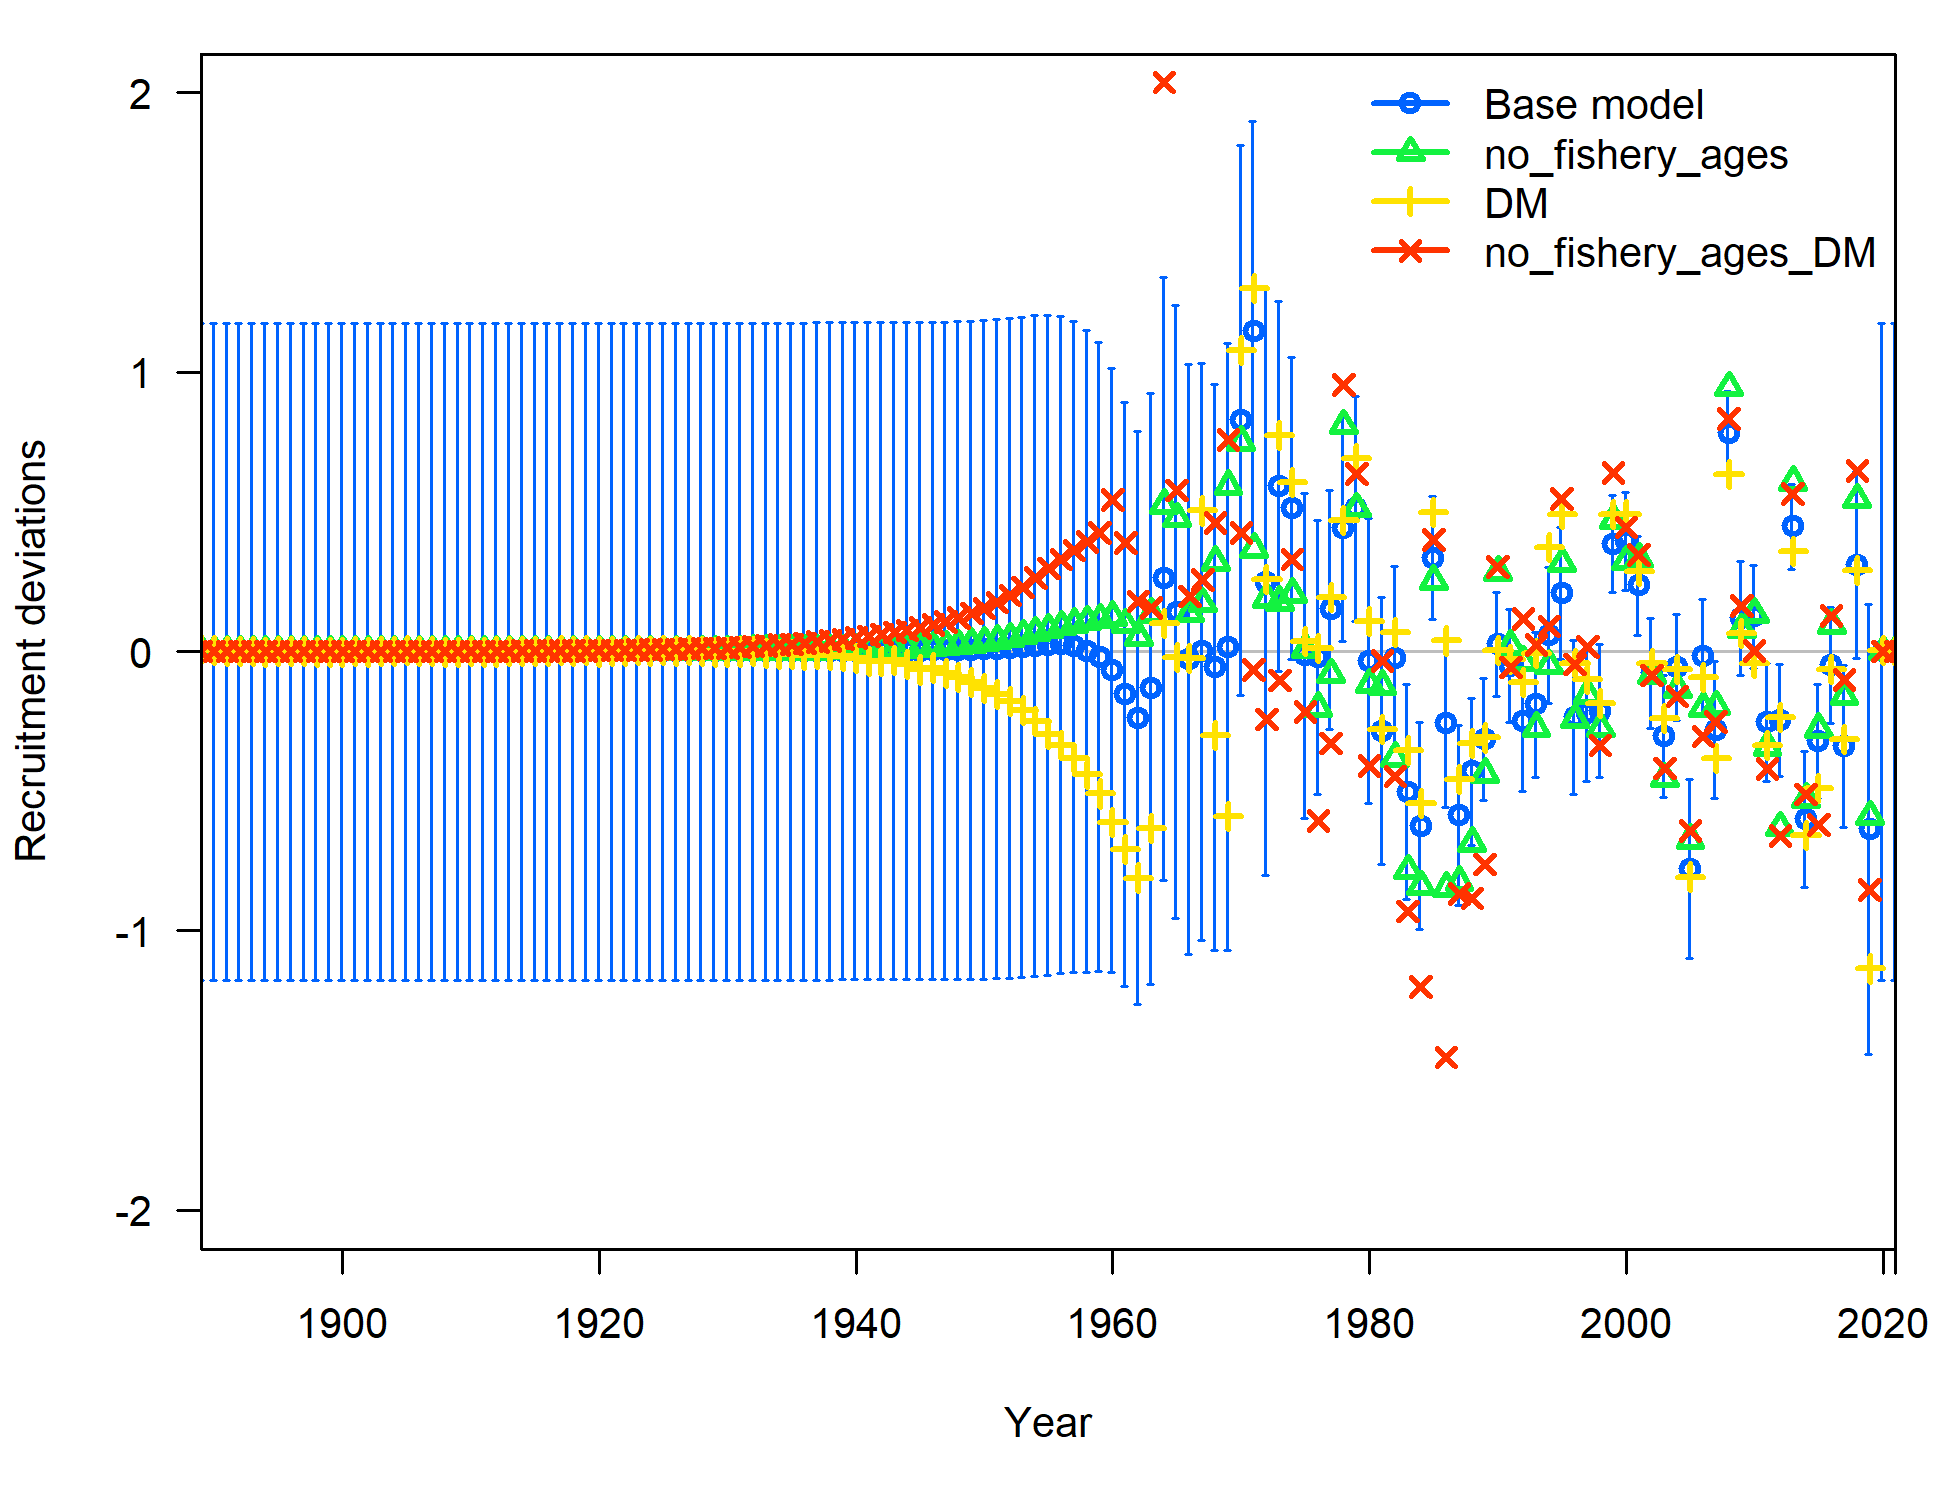 Recruitment deviations
2
1
0
-1
-2
Base model
no_fishery_ages
DM
no_fishery_ages_DM
1900 1920 1940 1960 1980 2000 2020
Year